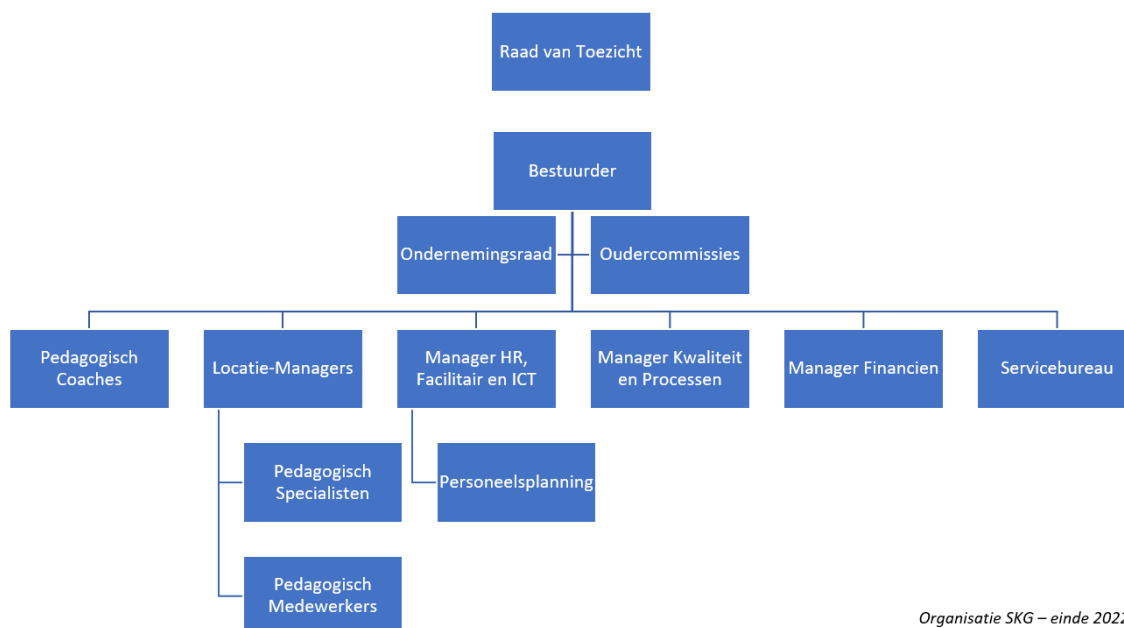 Raad van Toezicht
Bestuurder
Ondernemingsraad
Oudercommissies
Pedagogisch
Coaches
Locatie-Managers
Manager HR,
Facilitair en ICT
Manager Kwaliteit
en Processen
Manager Financien
Servicebureau
Pedagogisch
Specialisten
Personeelsplanning
Pedagogisch
Medewerkers
Organisatie SKG – einde 2022